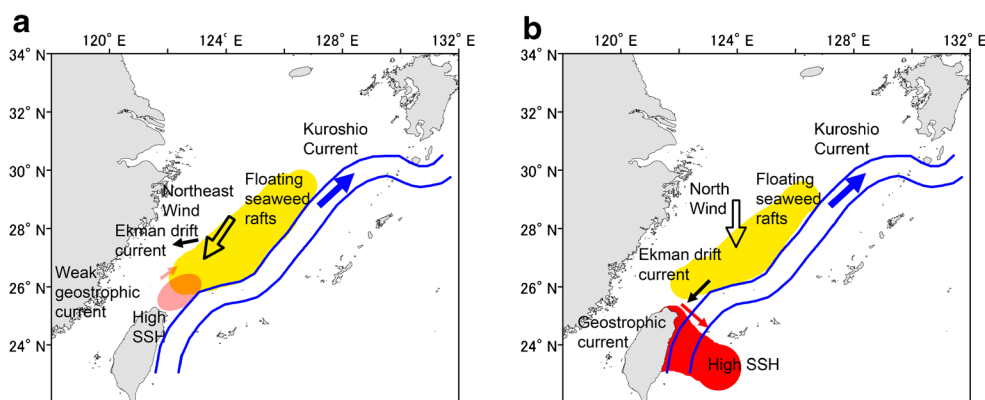 a
120° E 124° E 128° E 132° E
34° N
32° N
30° N
28° N
26° N
24° N
Kuroshio
Current
Floating
seaweed
rafts
Northeast
Wind
Ekman drift
current
Weak
geostrophic
current
High
SSH
b
120° E 124° E 128° E 132° E
34° N
32° N
30° N
28° N
26° N
24° N
Kuroshio
Current
Floating
seaweed
rafts
North
Wind
Ekman drift
current
Geostrophic
current
High SSH